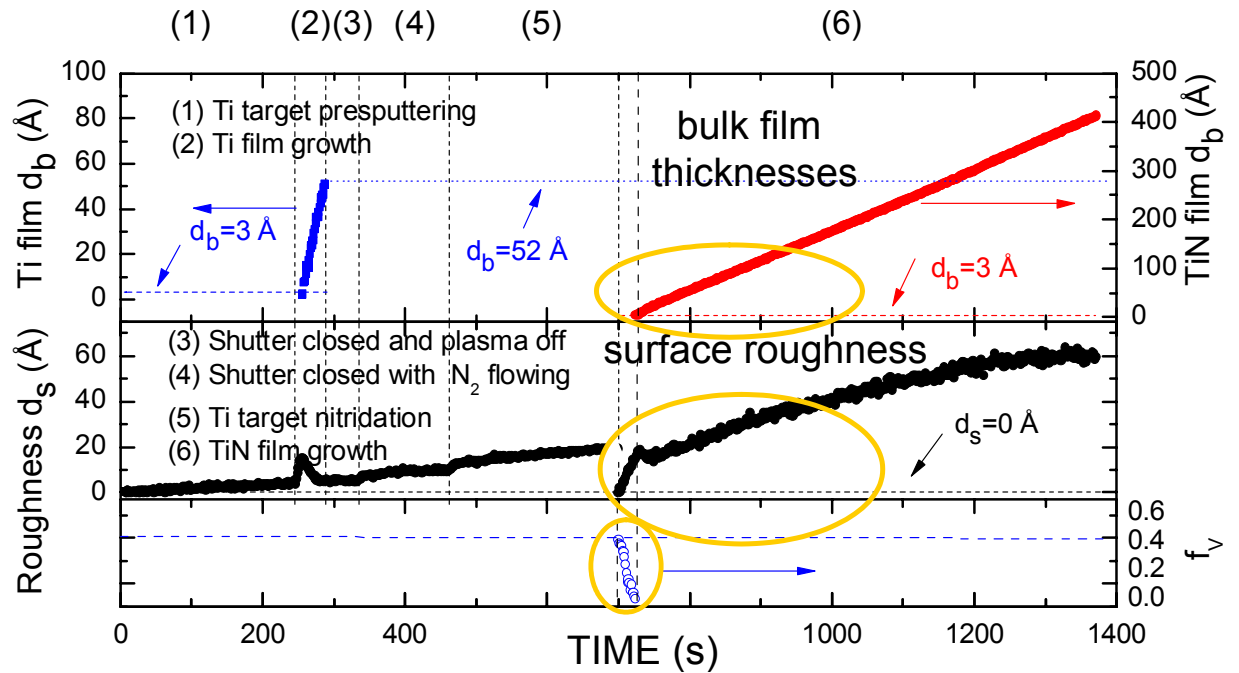 (1) (2) (3) (4) (5) (6)
100
80
60
40
20
0
Ti film d_b (Å)
(1) Ti target presputtering
(2) Ti film growth
d_b=3 Å
d_b=52 Å
bulk film
thicknesses
d_b=3 Å
500
400
300
200
100
0
TiN film d_b (Å)
60
40
20
0
Roughness d_s (Å)
(3) Shutter closed and plasma off
(4) Shutter closed with N_2 flowing
(5) Ti target nitridation
(6) TiN film growth
surface roughness
d_s=0 Å
0.6
0.4
0.2
0.0
f_v
0 200 400 1000 1200 1400
TIME (s)